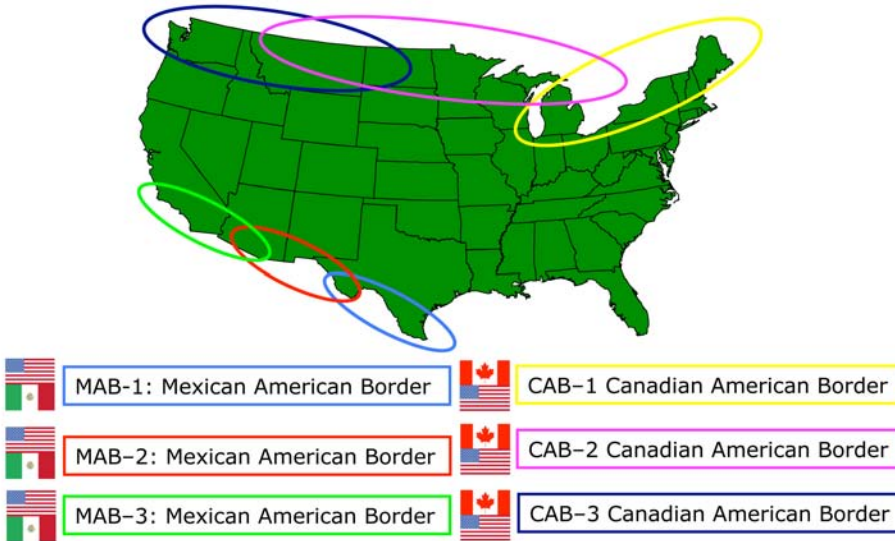 MAB-1: Mexican American Border
CAB–1 Canadian American Border
MAB–2: Mexican American Border
CAB–2 Canadian American Border
MAB–3: Mexican American Border
CAB–3 Canadian American Border